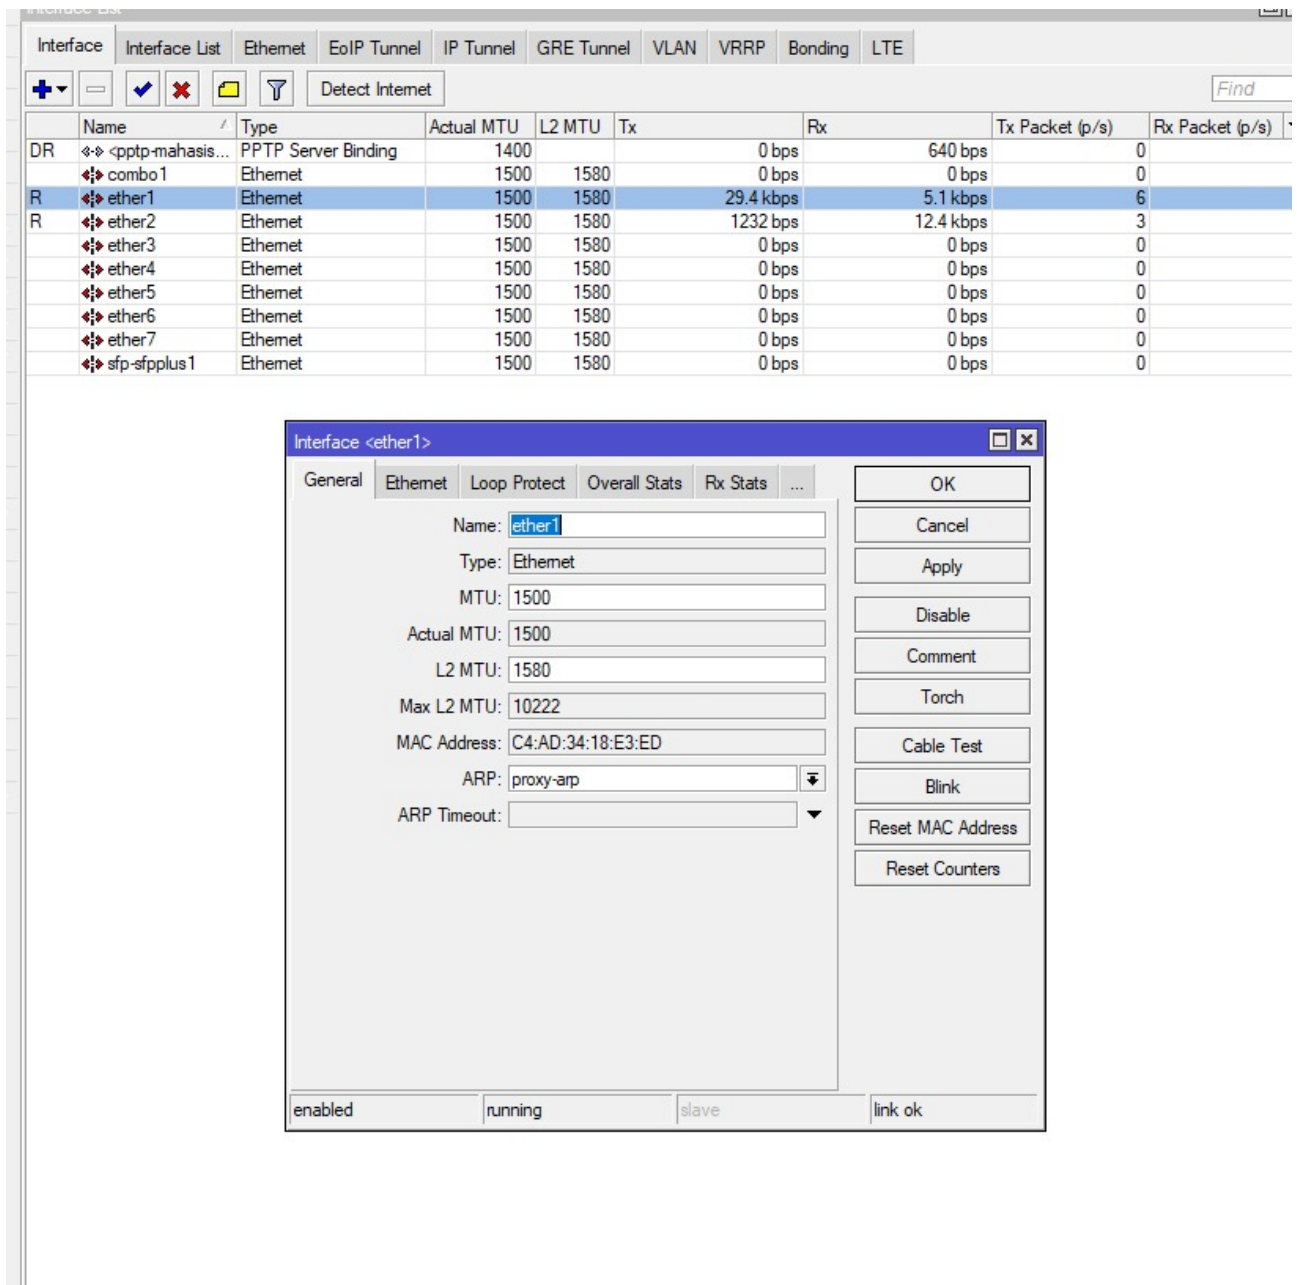 Interface List
Interface Interface List Ethernet EoIP Tunnel IP Tunnel GRE Tunnel VLAN VRRP Bonding LTE
Detect Internet Find
Name Type Actual MTU L2 MTU Tx Rx Tx Packet (p/s) Rx Packet (p/s)
DR <pptp-mahasis... PPTP Server Binding 1400 0 bps 640 bps 0
combo1 Ethernet 1500 1580 0 bps 0 bps 0
R ether1 Ethernet 1500 1580 29.4 kbps 5.1 kbps 6
R ether2 Ethernet 1500 1580 1232 bps 12.4 kbps 3
ether3 Ethernet 1500 1580 0 bps 0 bps 0
ether4 Ethernet 1500 1580 0 bps 0 bps 0
ether5 Ethernet 1500 1580 0 bps 0 bps 0
ether6 Ethernet 1500 1580 0 bps 0 bps 0
ether7 Ethernet 1500 1580 0 bps 0 bps 0
sfp-sfpplus1 Ethernet 1500 1580 0 bps 0 bps 0
Interface <ether1>
General Ethernet Loop Protect Overall Stats Rx Stats ...
Name: ether1
Type: Ethernet
MTU: 1500
Actual MTU: 1500
L2 MTU: 1580
Max L2 MTU: 10222
MAC Address: C4:AD:34:18:E3:ED
ARP: proxy-arp
ARP Timeout:
OK
Cancel
Apply
Disable
Comment
Torch
Cable Test
Blink
Reset MAC Address
Reset Counters
enabled running slave link ok